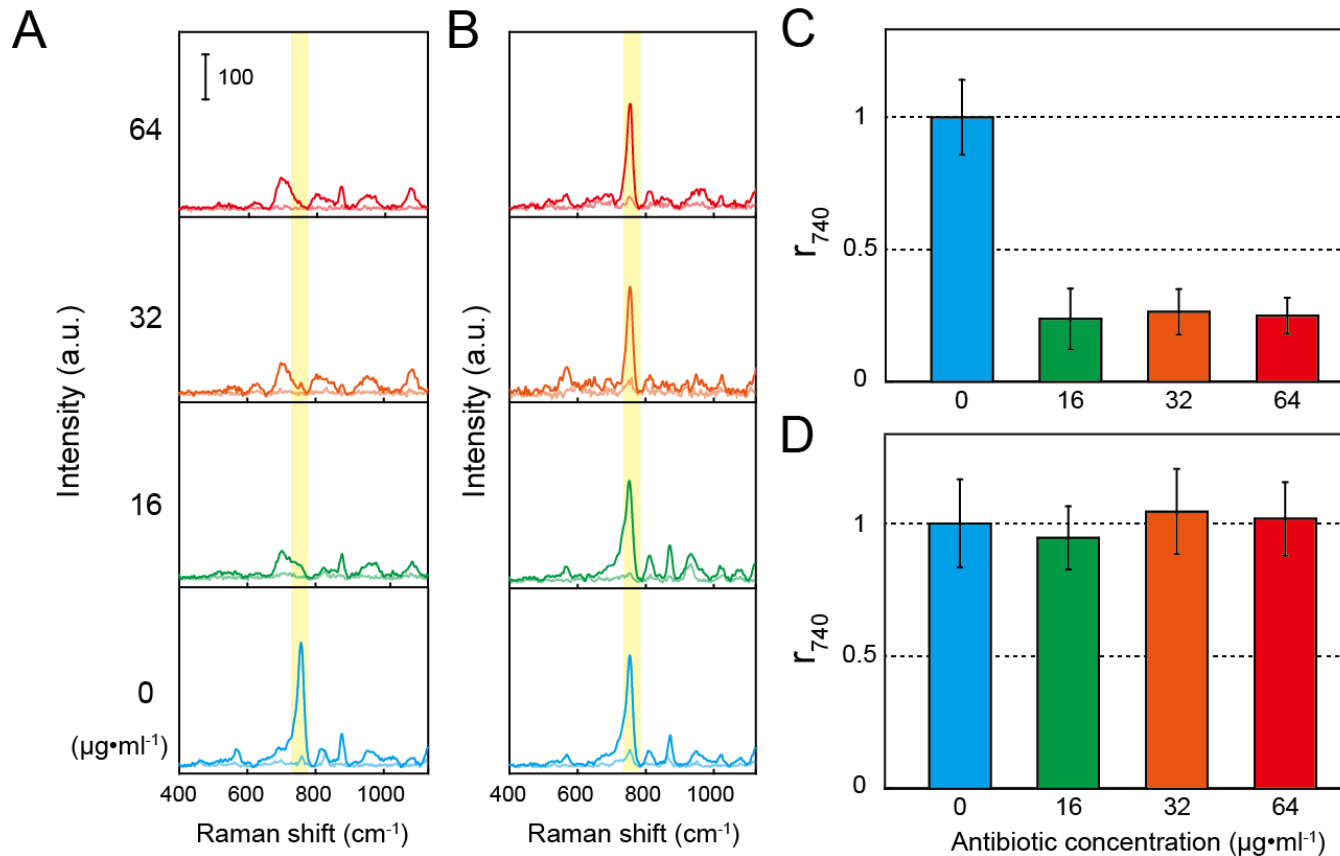 A
100
64
32
16
0
(µg•ml⁻¹)
Intensity (a.u.)
400 600 800 1000
Raman shift (cm⁻¹)
B
Intensity (a.u.)
400 600 800 1000
Raman shift (cm⁻¹)
C
r₇₄₀
1
0.5
0
0 16 32 64
D
r₇₄₀
1
0.5
0
0 16 32 64
Antibiotic concentration (µg•ml⁻¹)